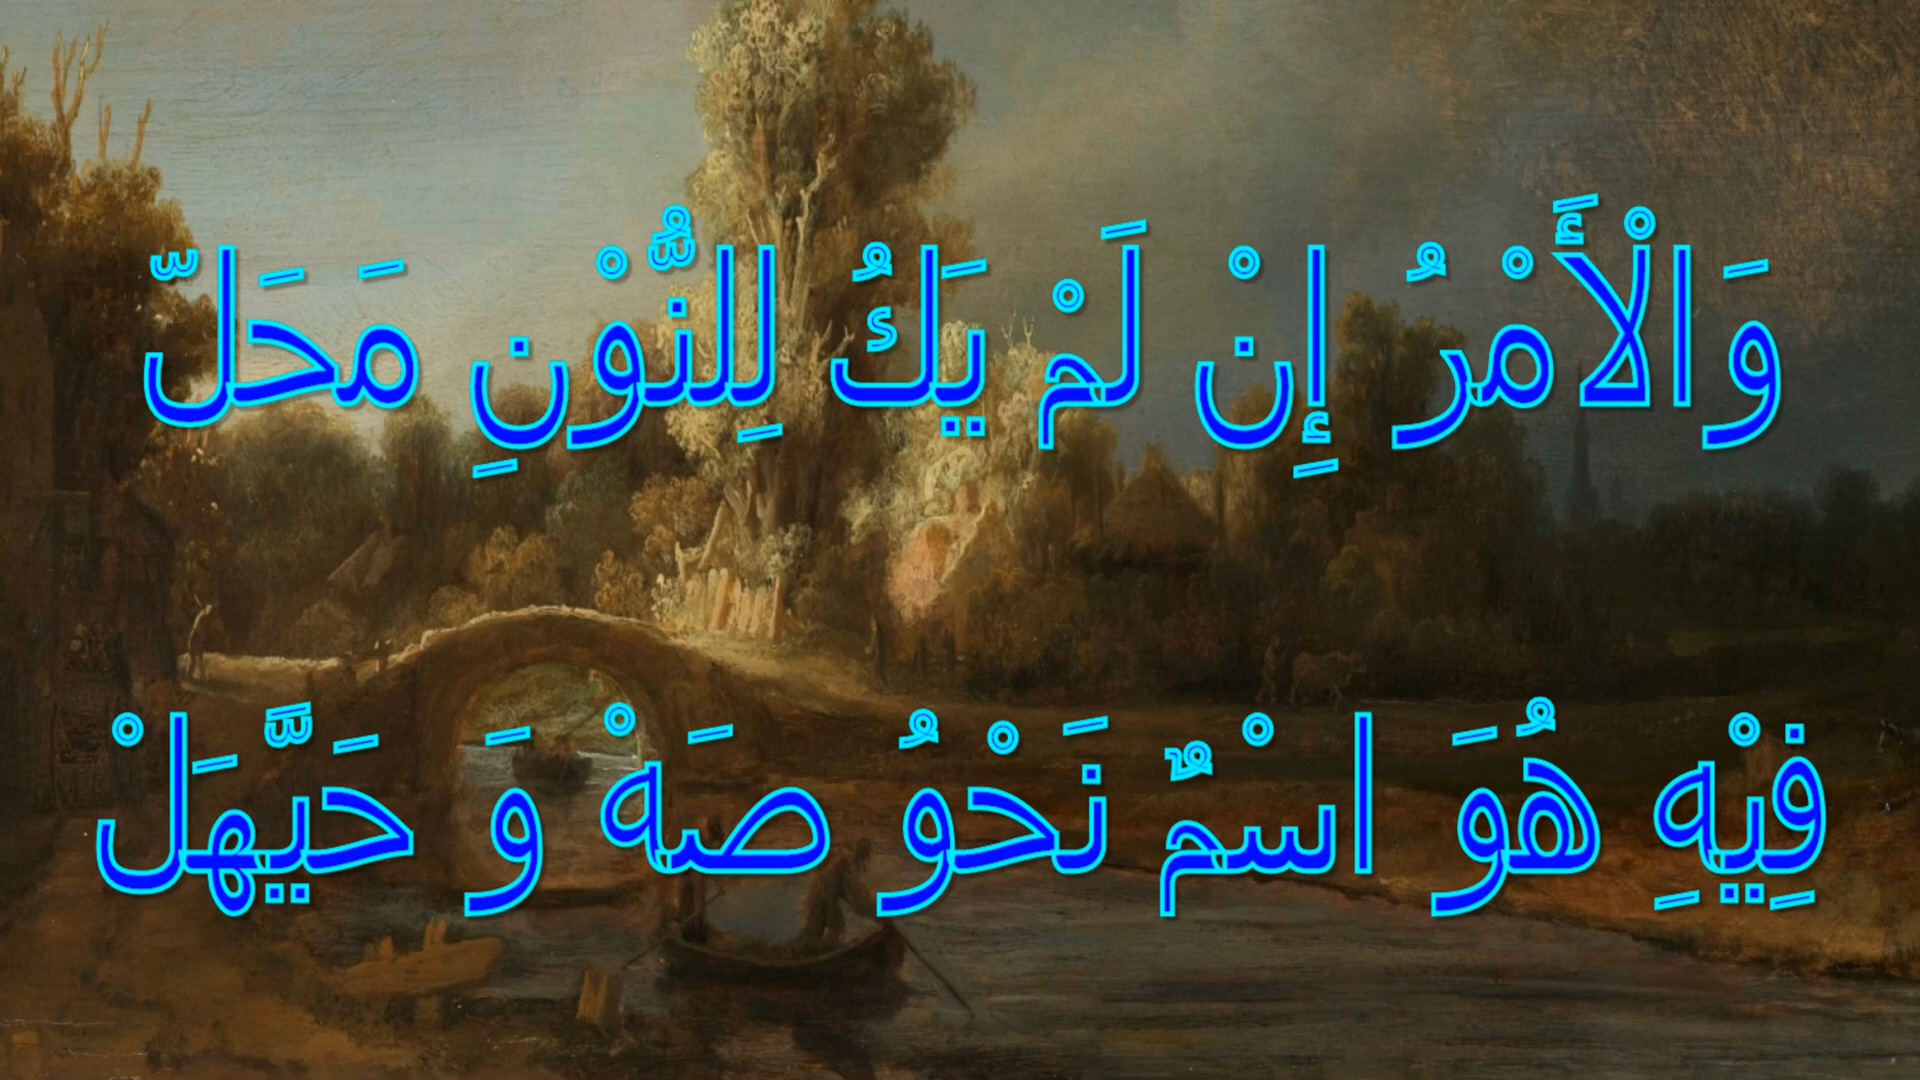 وَالْأَمْرُ إِنْ لَمْ يَكُ لِلنُّوْنِ مَحَلّ
فِيْهِ هُوَ اسْمٌ نَحْوُ صَهْ وَ حَيَّهَلْ